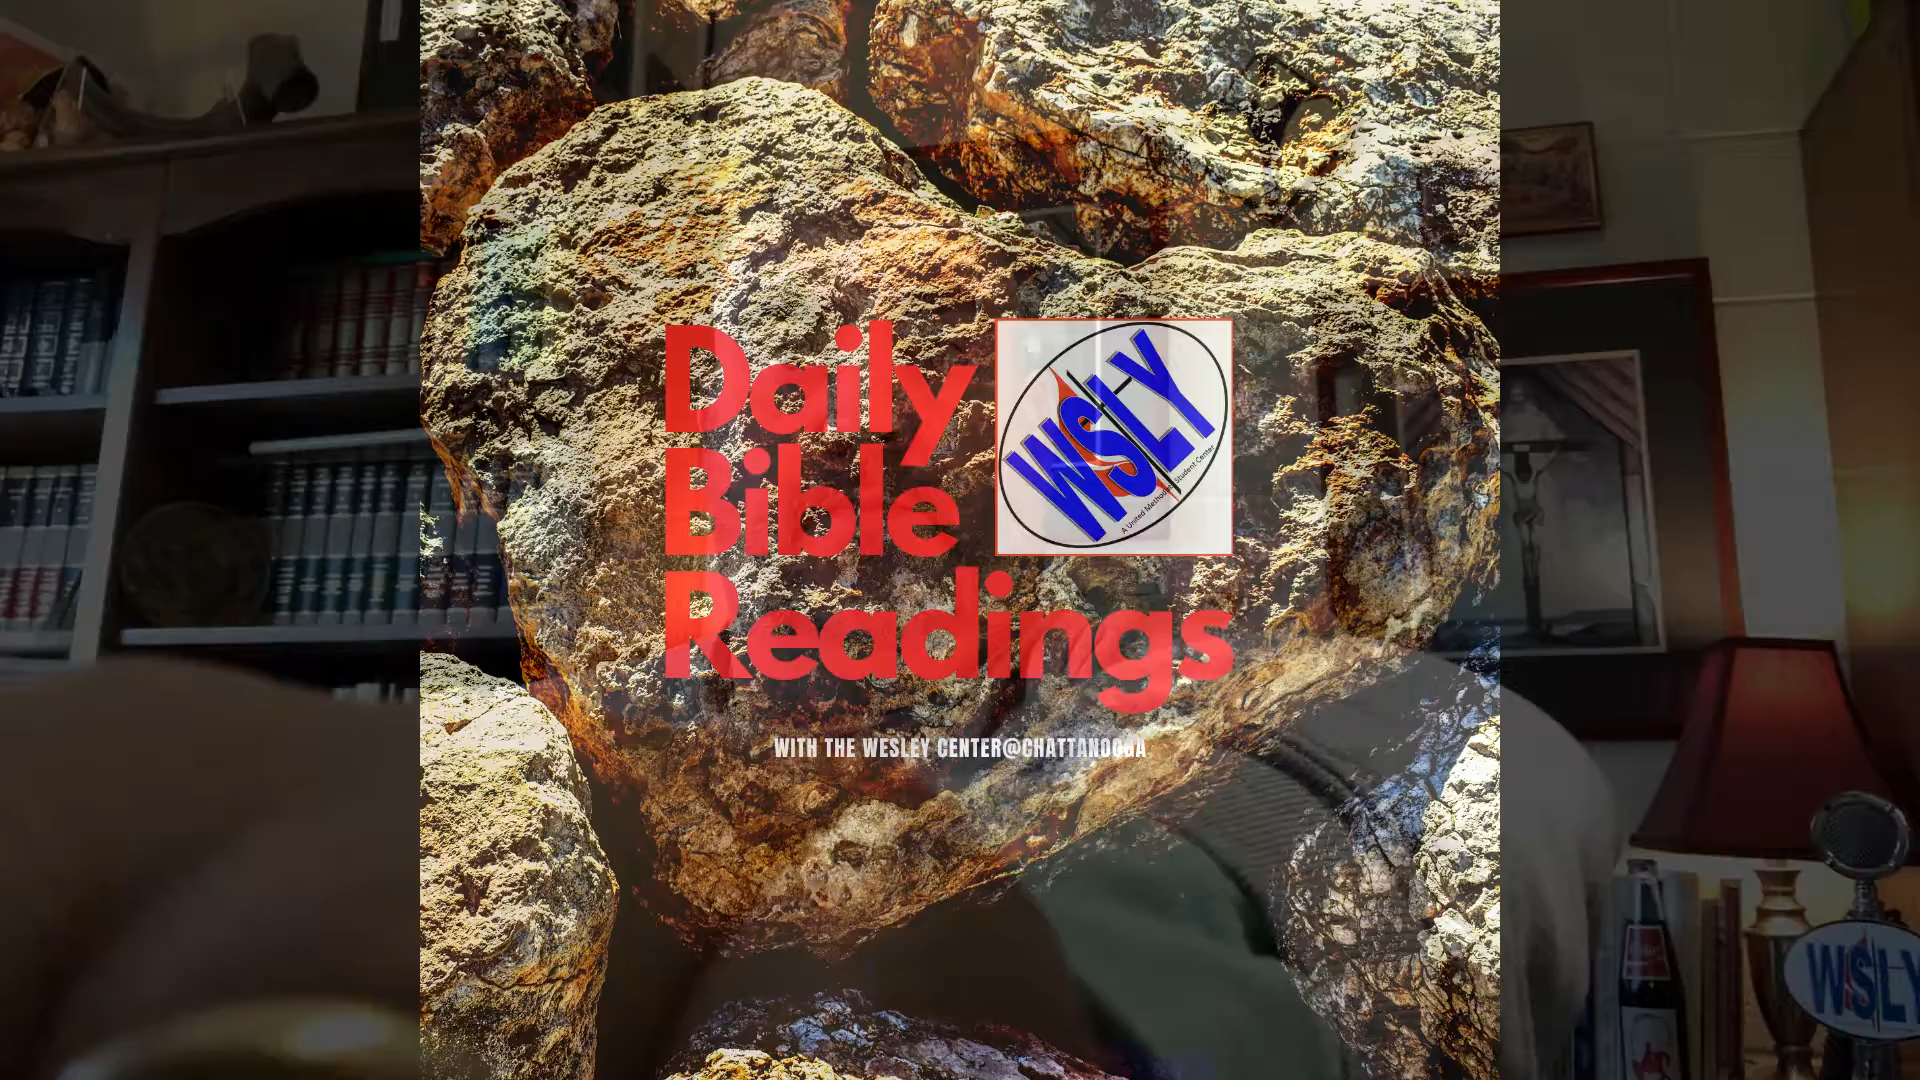 Daily
Bible
Readings
WSLY
A United Methodist Student Center
WITH THE WESLEY CENTER@CHATTANOOGA
WSLY